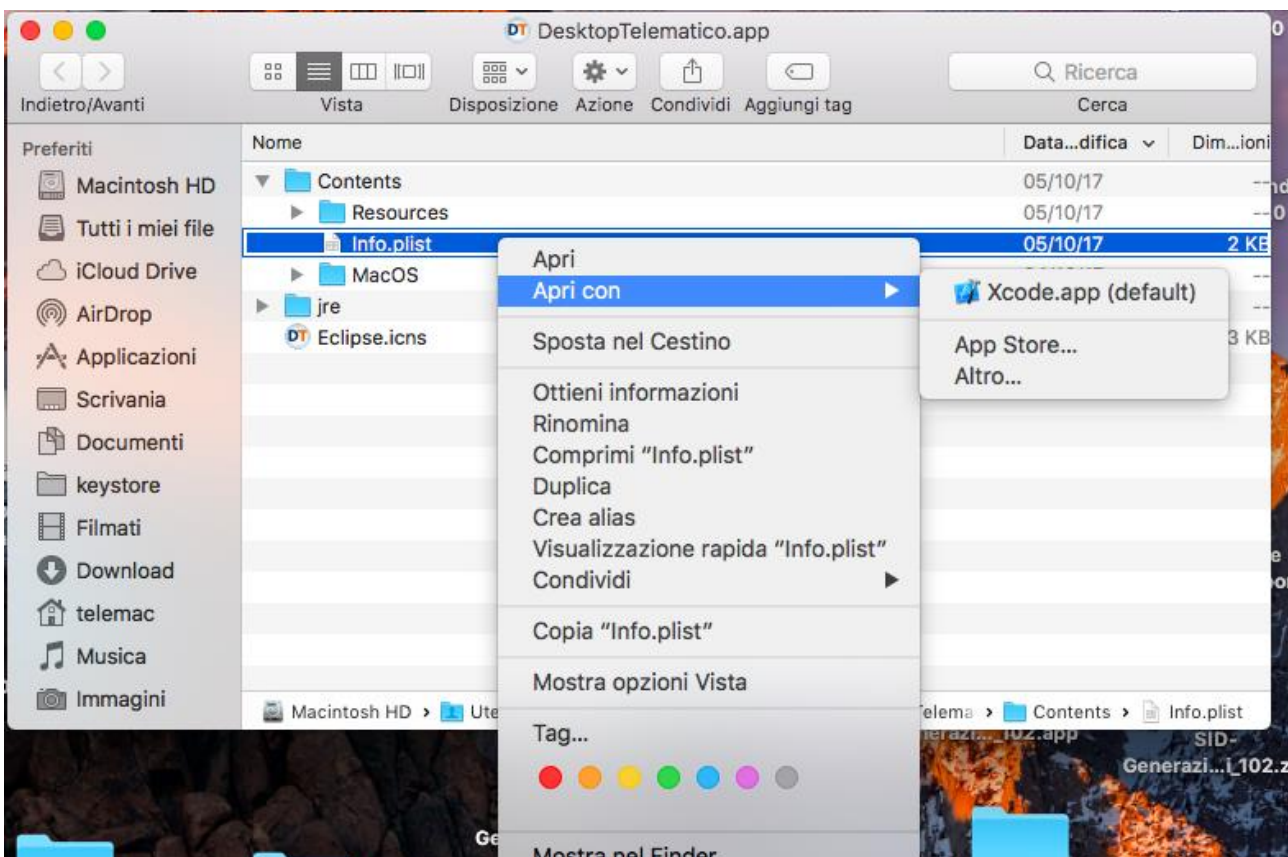 DesktopTelematico.app
Ricerca
Indietro/Avanti Vista Disposizione Azione Condividi Aggiungi tag Cerca
Preferiti
Macintosh HD
Tutti i miei file
iCloud Drive
AirDrop
Applicazioni
Scrivania
Documenti
keystore
Filmati
Download
telemac
Musica
Immagini
Nome Data...difica Dim...ioni
Contents 05/10/17 --
Resources 05/10/17 --
Info.plist 05/10/17 2 KB
MacOS --
jre --
Eclipse.icns 3 KB
Apri
Apri con
Sposta nel Cestino
Ottieni informazioni
Rinomina
Comprimi “Info.plist”
Duplica
Crea alias
Visualizzazione rapida “Info.plist”
Condividi
Copia “Info.plist”
Mostra opzioni Vista
Tag...
Mostra nel Finder
Xcode.app (default)
App Store...
Altro...
Macintosh HD › Ute elema › Contents › Info.plist
SID-
Generazi...i_102.z